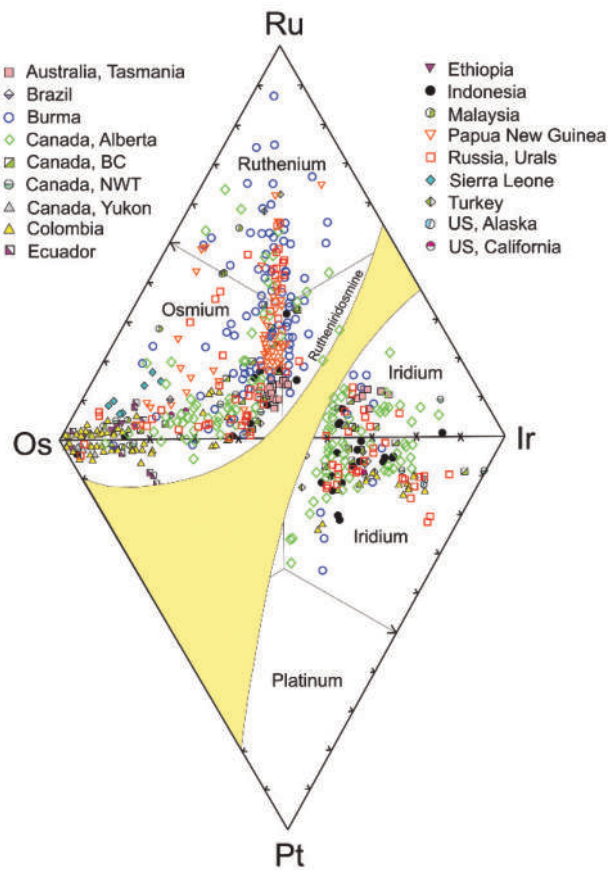 Ru
Australia, Tasmania
Brazil
Burma
Canada, Alberta
Canada, BC
Canada, NWT
Canada, Yukon
Colombia
Ecuador
Ethiopia
Indonesia
Malaysia
Papua New Guinea
Russia, Urals
Sierra Leone
Turkey
US, Alaska
US, California
Ruthenium
Osmium
Rutheniridosmine
Iridium
Os
Ir
Iridium
Platinum
Pt